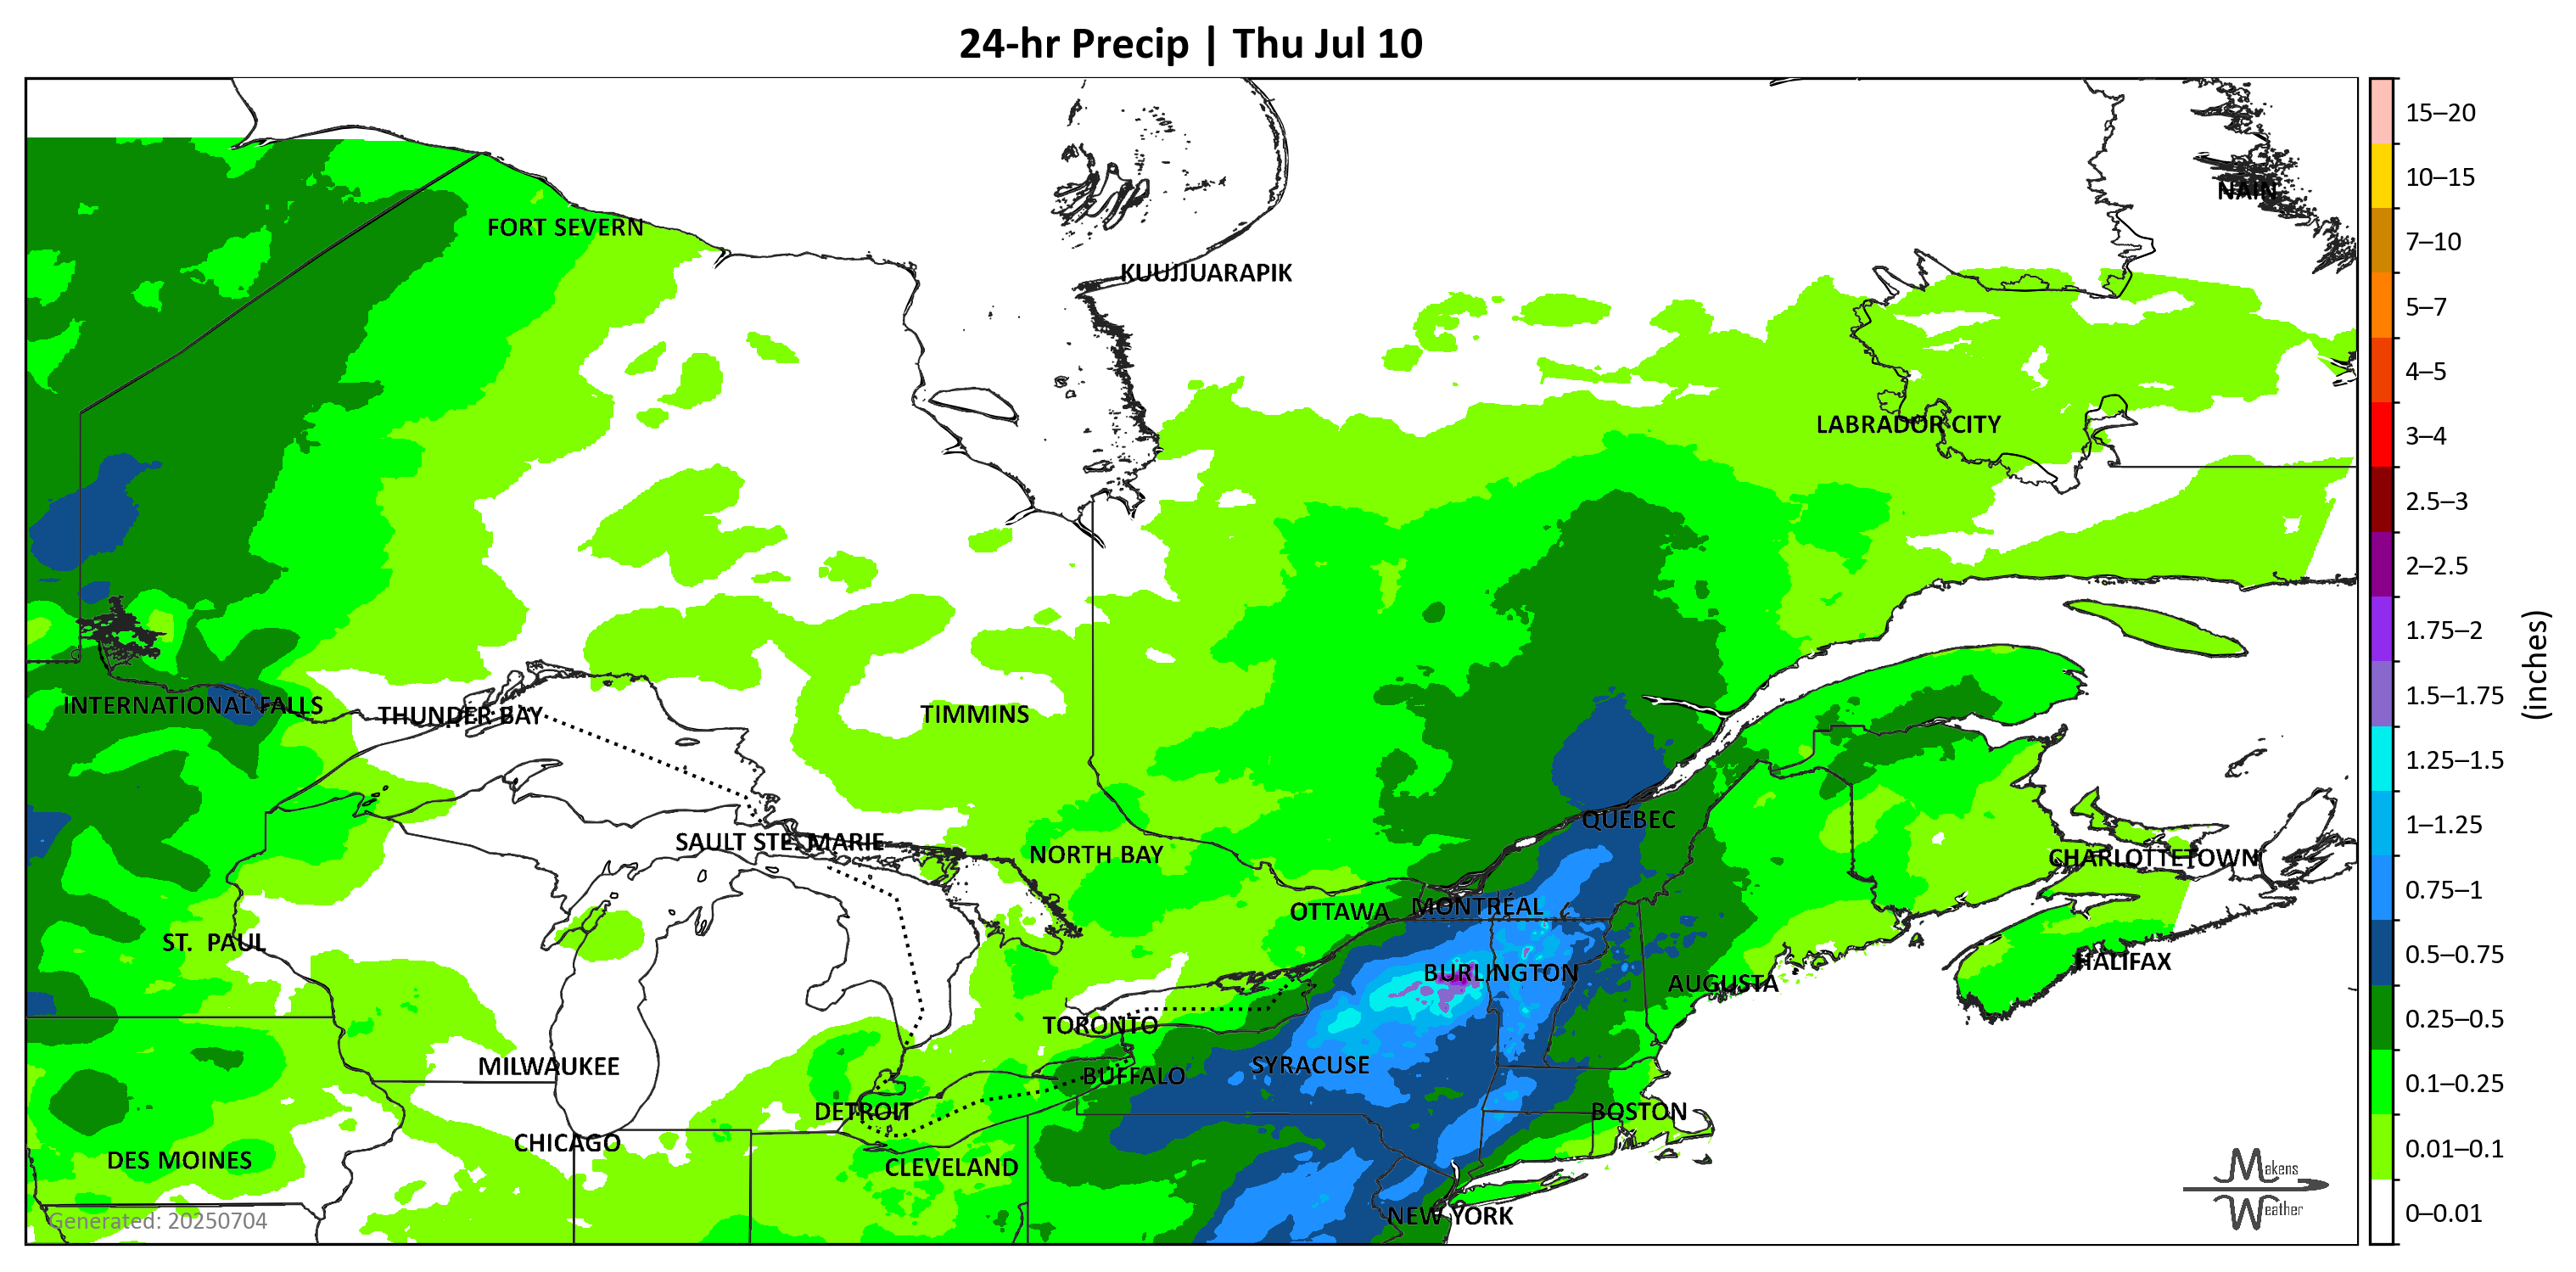 24-hr Precip | Thu Jul 10
NAIN
FORT SEVERN
KUUJJUARAPIK
LABRADOR CITY
INTERNATIONAL FALLS
THUNDER BAY
TIMMINS
QUEBEC
SAULT STE. MARIE
NORTH BAY
CHARLOTTETOWN
OTTAWA
MONTRÉAL
ST. PAUL
HALIFAX
BURLINGTON
AUGUSTA
TORONTO
MILWAUKEE
SYRACUSE
BUFFALO
DETROIT
BOSTON
CHICAGO
DES MOINES
CLEVELAND
NEW YORK
Generated: 20250704
Makens
Weather
15–20
10–15
7–10
5–7
4–5
3–4
2.5–3
2–2.5
1.75–2
1.5–1.75
1.25–1.5
1–1.25
0.75–1
0.5–0.75
0.25–0.5
0.1–0.25
0.01–0.1
0–0.01
(inches)